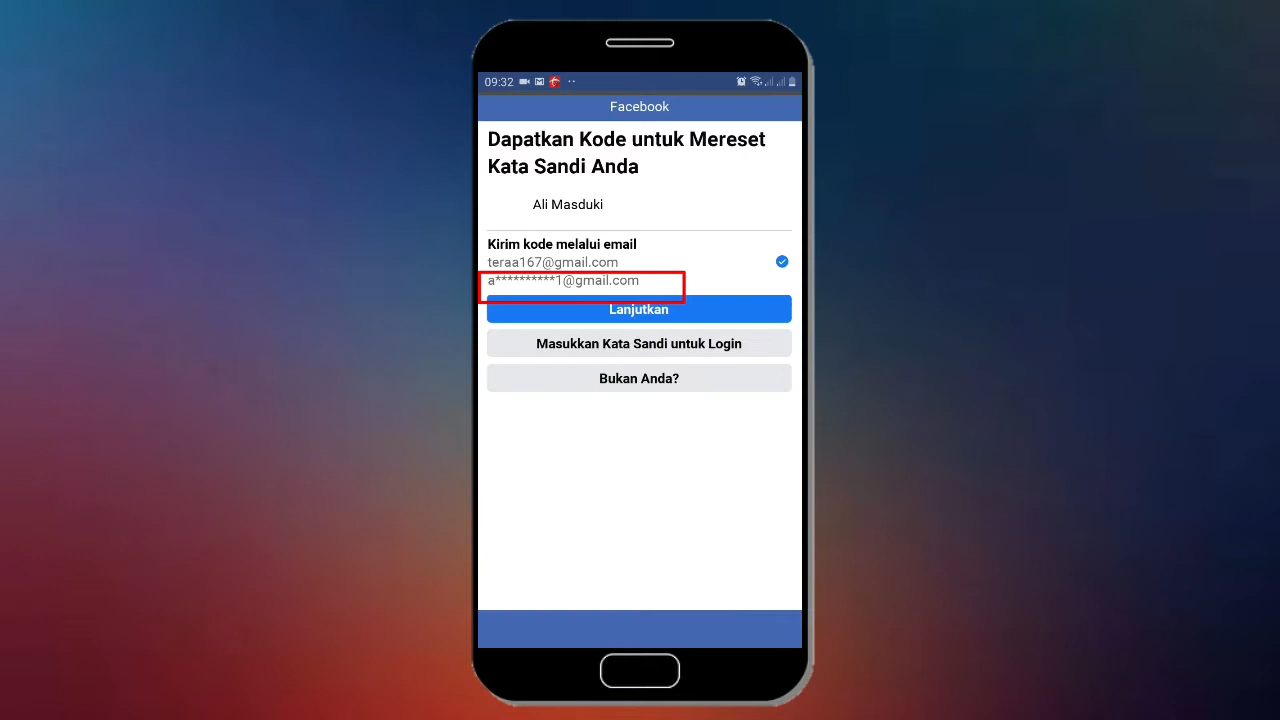 09:32
Facebook
Dapatkan Kode untuk Mereset
Kata Sandi Anda
Ali Masduki
Kirim kode melalui email
teraa167@gmail.com
a**********1@gmail.com
Lanjutkan
Masukkan Kata Sandi untuk Login
Bukan Anda?